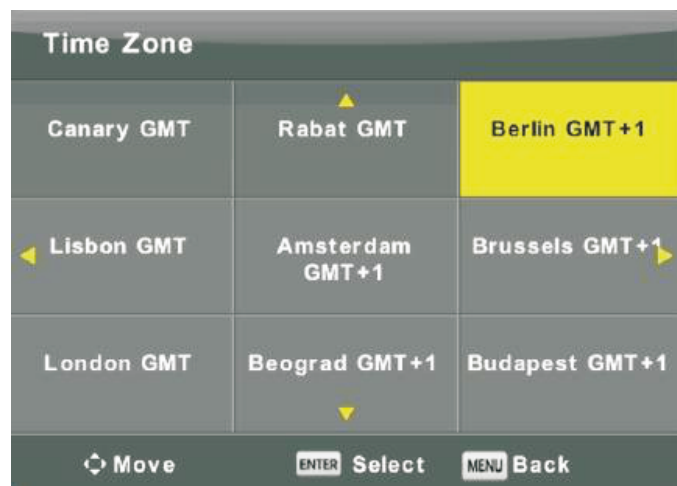 Time Zone
Canary GMT
Rabat GMT
Berlin GMT+1
Lisbon GMT
Amsterdam
GMT+1
Brussels GMT+1
London GMT
Beograd GMT+1
Budapest GMT+1
Move
ENTER Select
MENU Back